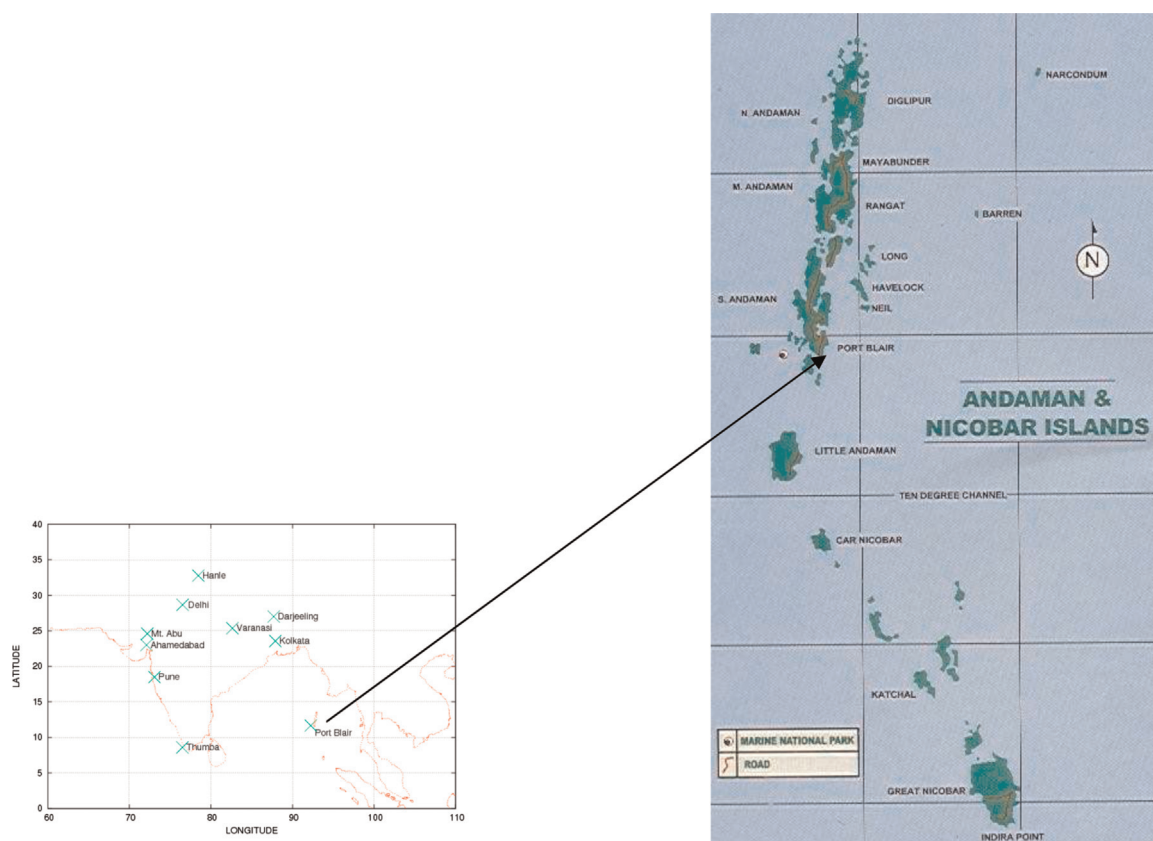 40
35
30
25
20
15
10
5
0
60
70
80
90
100
110
LATITUDE
LONGITUDE
Hanle
Delhi
Darjeeling
Mt. Abu
Varanasi
Ahamedabad
Kolkata
Pune
Port Blair
Thumba
NARCONDUM
DIGLIPUR
N. ANDAMAN
MAYABUNDER
M. ANDAMAN
RANGAT
BARREN
LONG
N
HAVELOCK
S. ANDAMAN
NEIL
PORT BLAIR
ANDAMAN &
NICOBAR ISLANDS
LITTLE ANDAMAN
TEN DEGREE CHANNEL
CAR NICOBAR
KATCHAL
MARINE NATIONAL PARK
ROAD
GREAT NICOBAR
INDIRA POINT